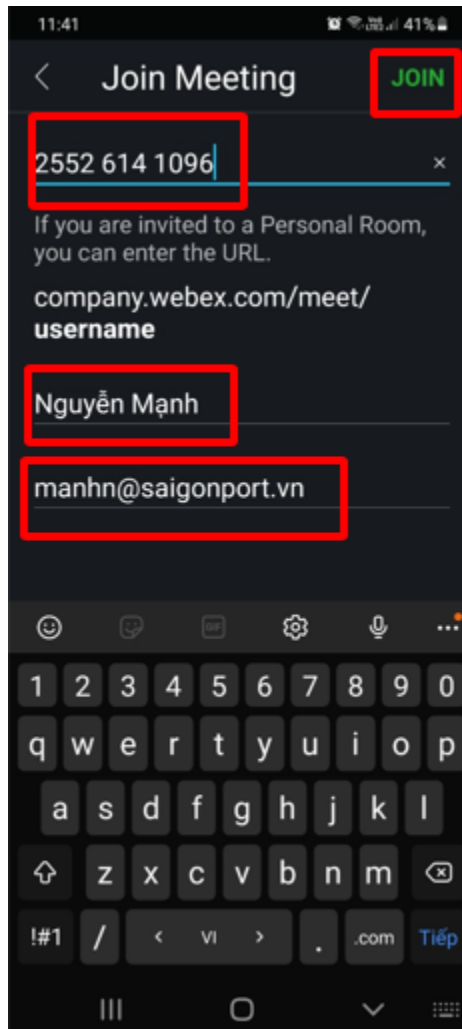 11:41 41%
Join Meeting JOIN
2552 614 1096 ×
If you are invited to a Personal Room,
you can enter the URL.
company.webex.com/meet/
username
Nguyễn Mạnh
manhn@saigonport.vn
GIF
1 2 3 4 5 6 7 8 9 0
q w e r t y u i o p
a s d f g h j k l
z x c v b n m
!#1 / < VI > . .com Tiếp